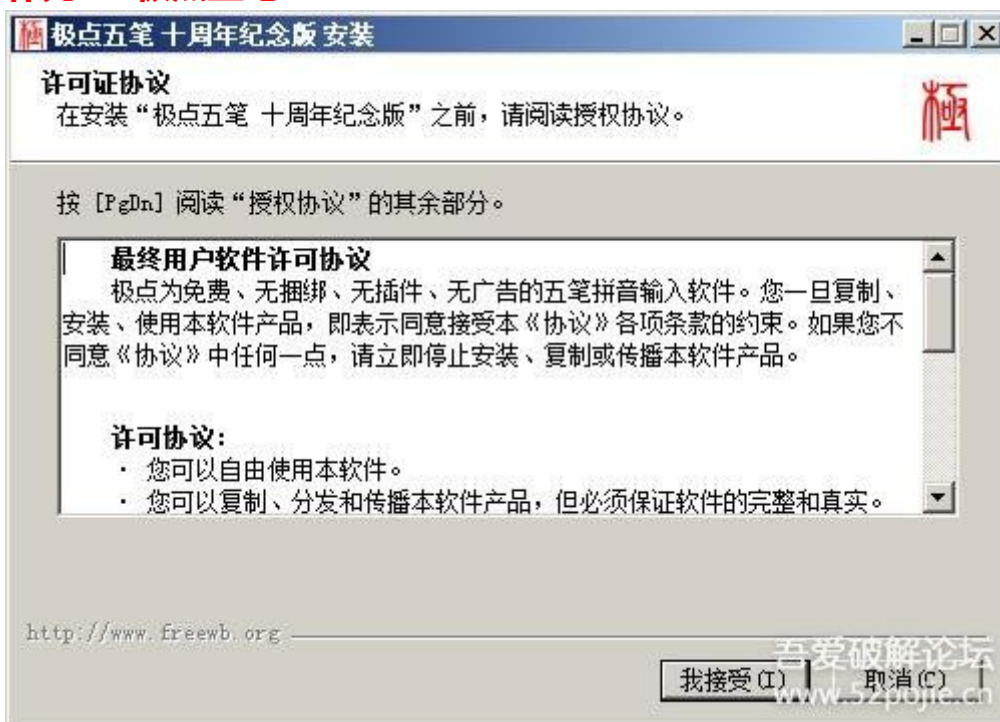 極 极点五笔 十周年纪念版 安装
许可证协议
在安装“极点五笔 十周年纪念版”之前，请阅读授权协议。
極
按 [PgDn] 阅读“授权协议”的其余部分。
最终用户软件许可协议
极点为免费、无捆绑、无插件、无广告的五笔拼音输入软件。您一旦复制、
安装、使用本软件产品，即表示同意接受本《协议》各项条款的约束。如果您不
同意《协议》中任何一点，请立即停止安装、复制或传播本软件产品。
许可协议:
· 您可以自由使用本软件。
· 您可以复制、分发和传播本软件产品，但必须保证软件的完整和真实。
http://www.freewb.org
我接受(I)
取消(C)
吾爱破解论坛
www.52pojie.cn